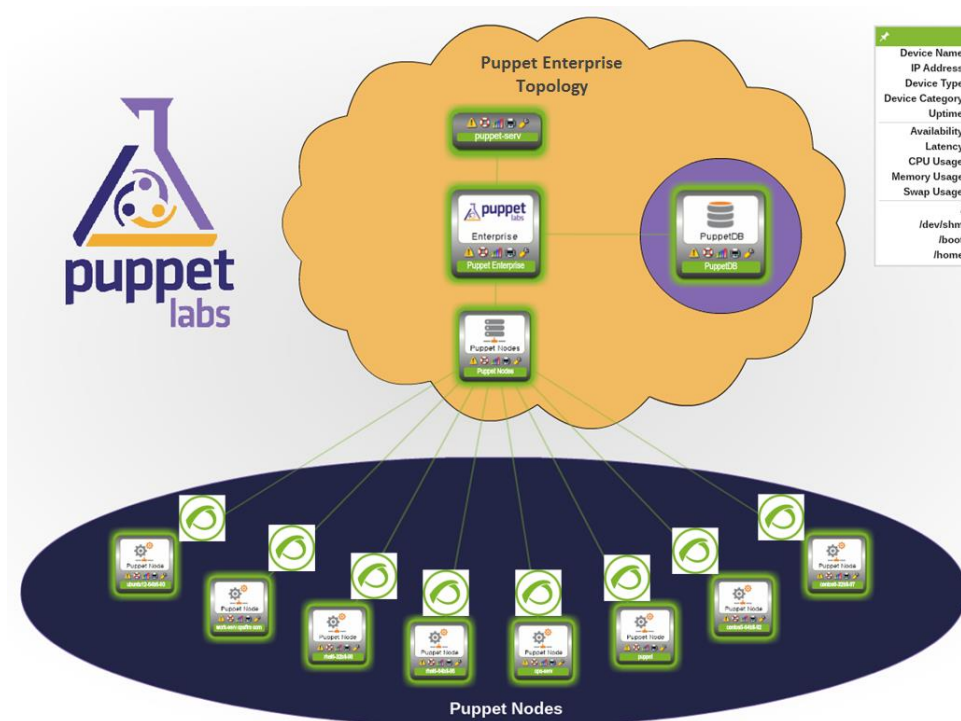 Puppet Enterprise
Topology
puppet-serv
puppet
labs
Enterprise
Puppet Enterprise
PuppetDB
PuppetDB
Puppet Nodes
Puppet Nodes
puppet
labs
Device Name
IP Address
Device Type
Device Category
Uptime
Availability
Latency
CPU Usage
Memory Usage
Swap Usage
/dev/shm
/boot
/home
Puppet Node
Puppet Node
Puppet Node
Puppet Node
Puppet Node
Puppet Node
puppet
Puppet Node
Puppet Node
Puppet Nodes